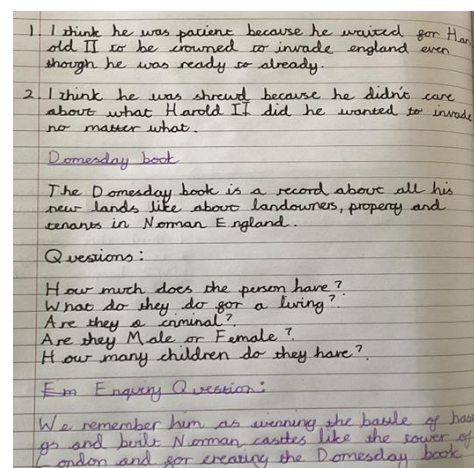 1. I think he was patient because he waited for Har
old II to be crowned to invade england even
though he was ready to already.
2. I think he was shrewd because he didn't care
about what Harold II did he wanted to invade
no matter what.
Domesday book
The Domesday book is a record about all his
new lands like about landowners, property and
tenants in Norman England.
Questions:
How much does the person have?
What do they do for a living?
Are they a criminal?
Are they Male or Female?
How many children do they have?
Em Enquiry Question:
We remember him as winning the battle of hast
gs and built Norman castles like the tower of
London and for creating the Domesday book